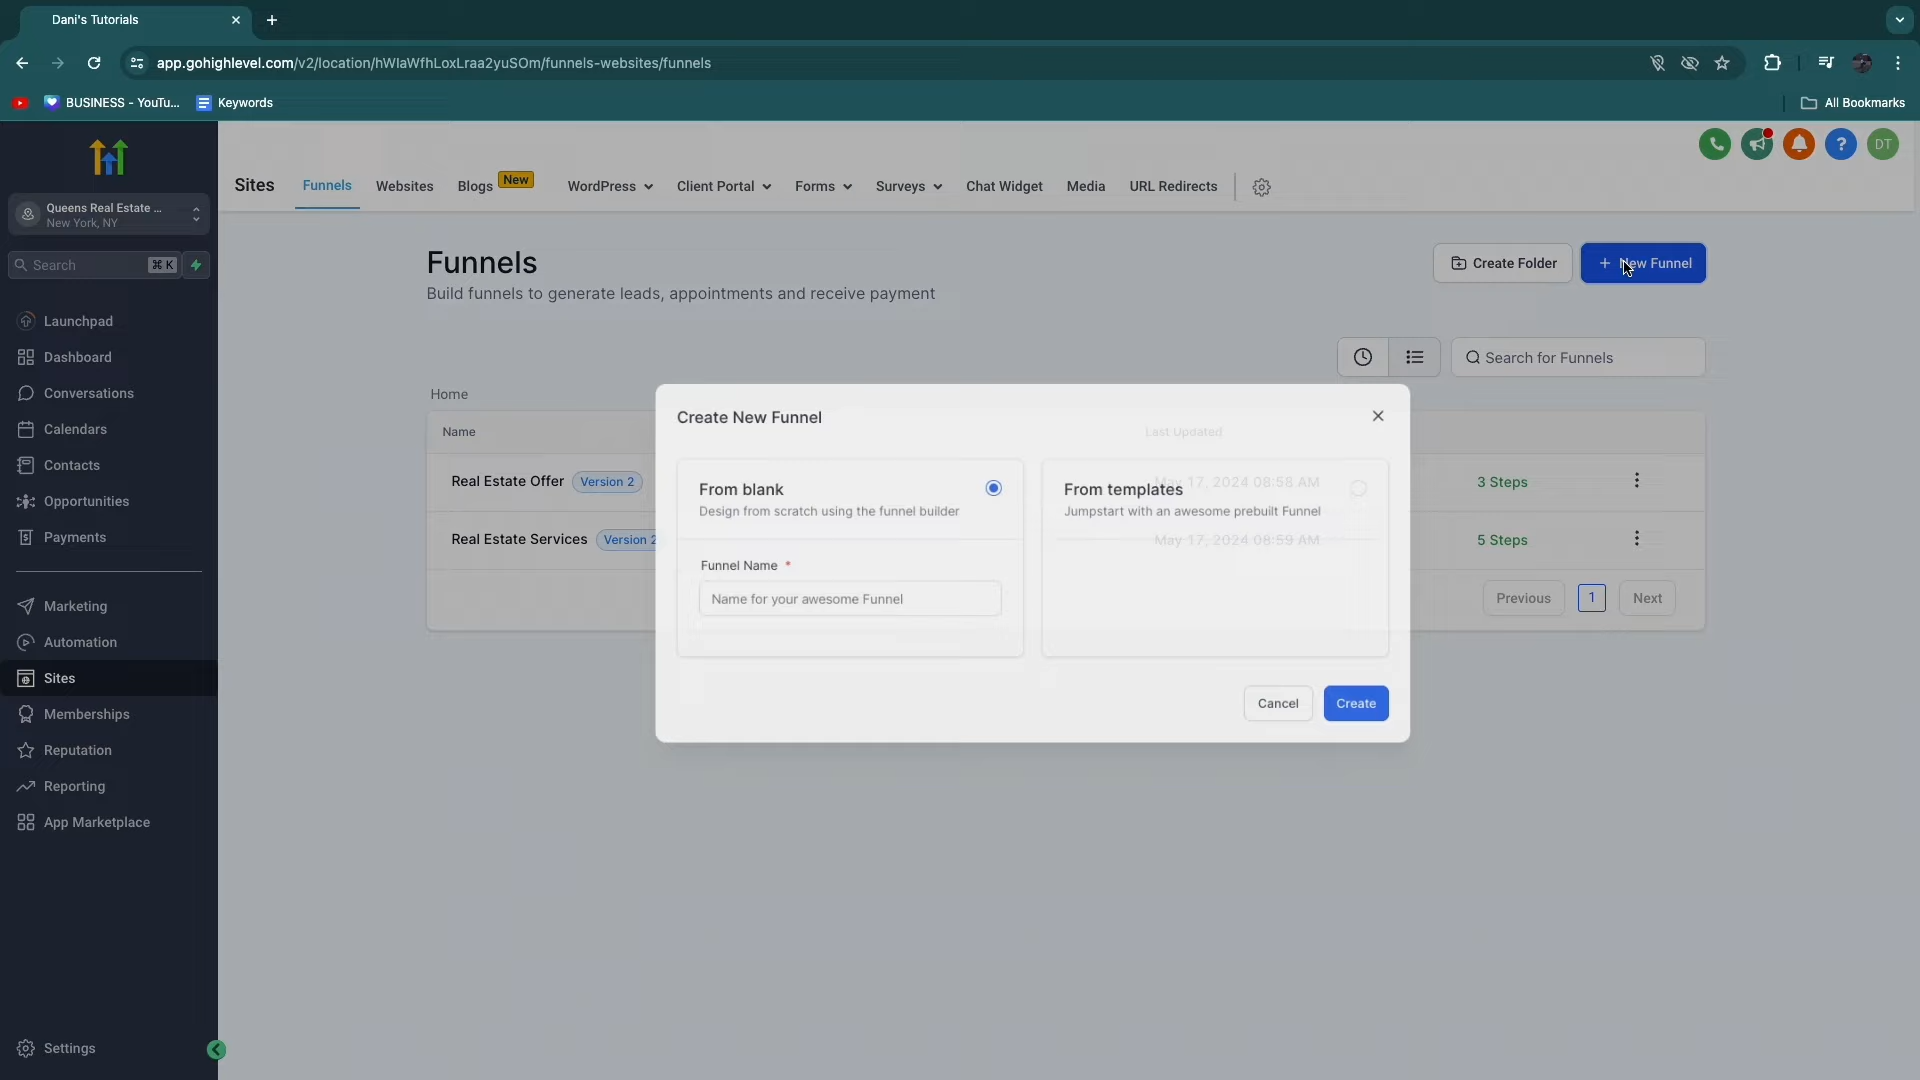 Dani's Tutorials
app.gohighlevel.com/v2/location/hWlaWfhLoxLraa2yuSOm/funnels-websites/funnels
BUSINESS - YouTu...
Keywords
All Bookmarks
Queens Real Estate ...
New York, NY
Search
⌘ K
Launchpad
Dashboard
Conversations
Calendars
Contacts
Opportunities
Payments
Marketing
Automation
Sites
Memberships
Reputation
Reporting
App Marketplace
Settings
DT
Sites
Funnels
Websites
Blogs New
WordPress
Client Portal
Forms
Surveys
Chat Widget
Media
URL Redirects
Funnels
Build funnels to generate leads, appointments and receive payment
Create Folder
+ New Funnel
Search for Funnels
Home
Name
Last Updated
Real Estate Offer Version 2
May 17, 2024 08:58 AM
3 Steps
Real Estate Services Version 2
May 17, 2024 08:59 AM
5 Steps
Previous
1
Next
Create New Funnel
From blank
Design from scratch using the funnel builder
Funnel Name *
Name for your awesome Funnel
From templates
Jumpstart with an awesome prebuilt Funnel
Cancel
Create